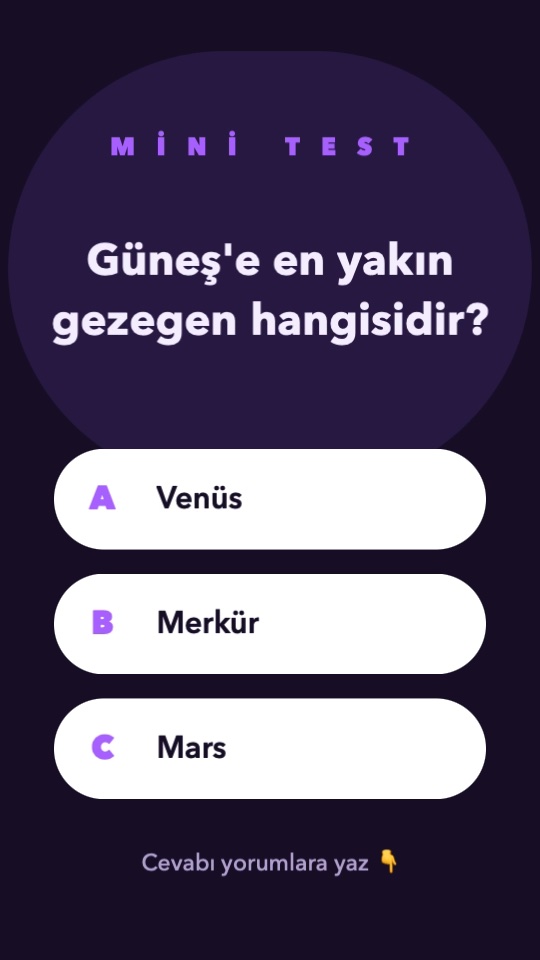 MİNİ TEST
Güneş'e en yakın
gezegen hangisidir?
A Venüs
B Merkür
C Mars
Cevabı yorumlara yaz 👇